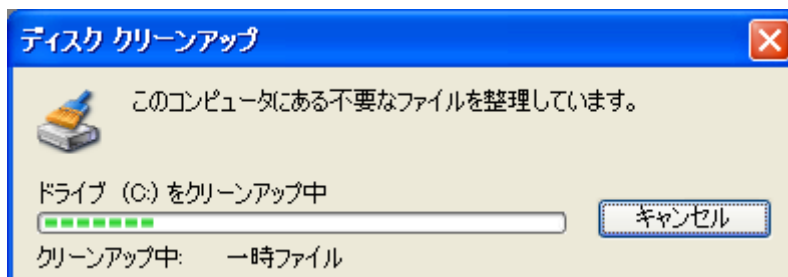 ディスク クリーンアップ
このコンピュータにある不要なファイルを整理しています。
ドライブ (C:) をクリーンアップ中
キャンセル
クリーンアップ中: 一時ファイル